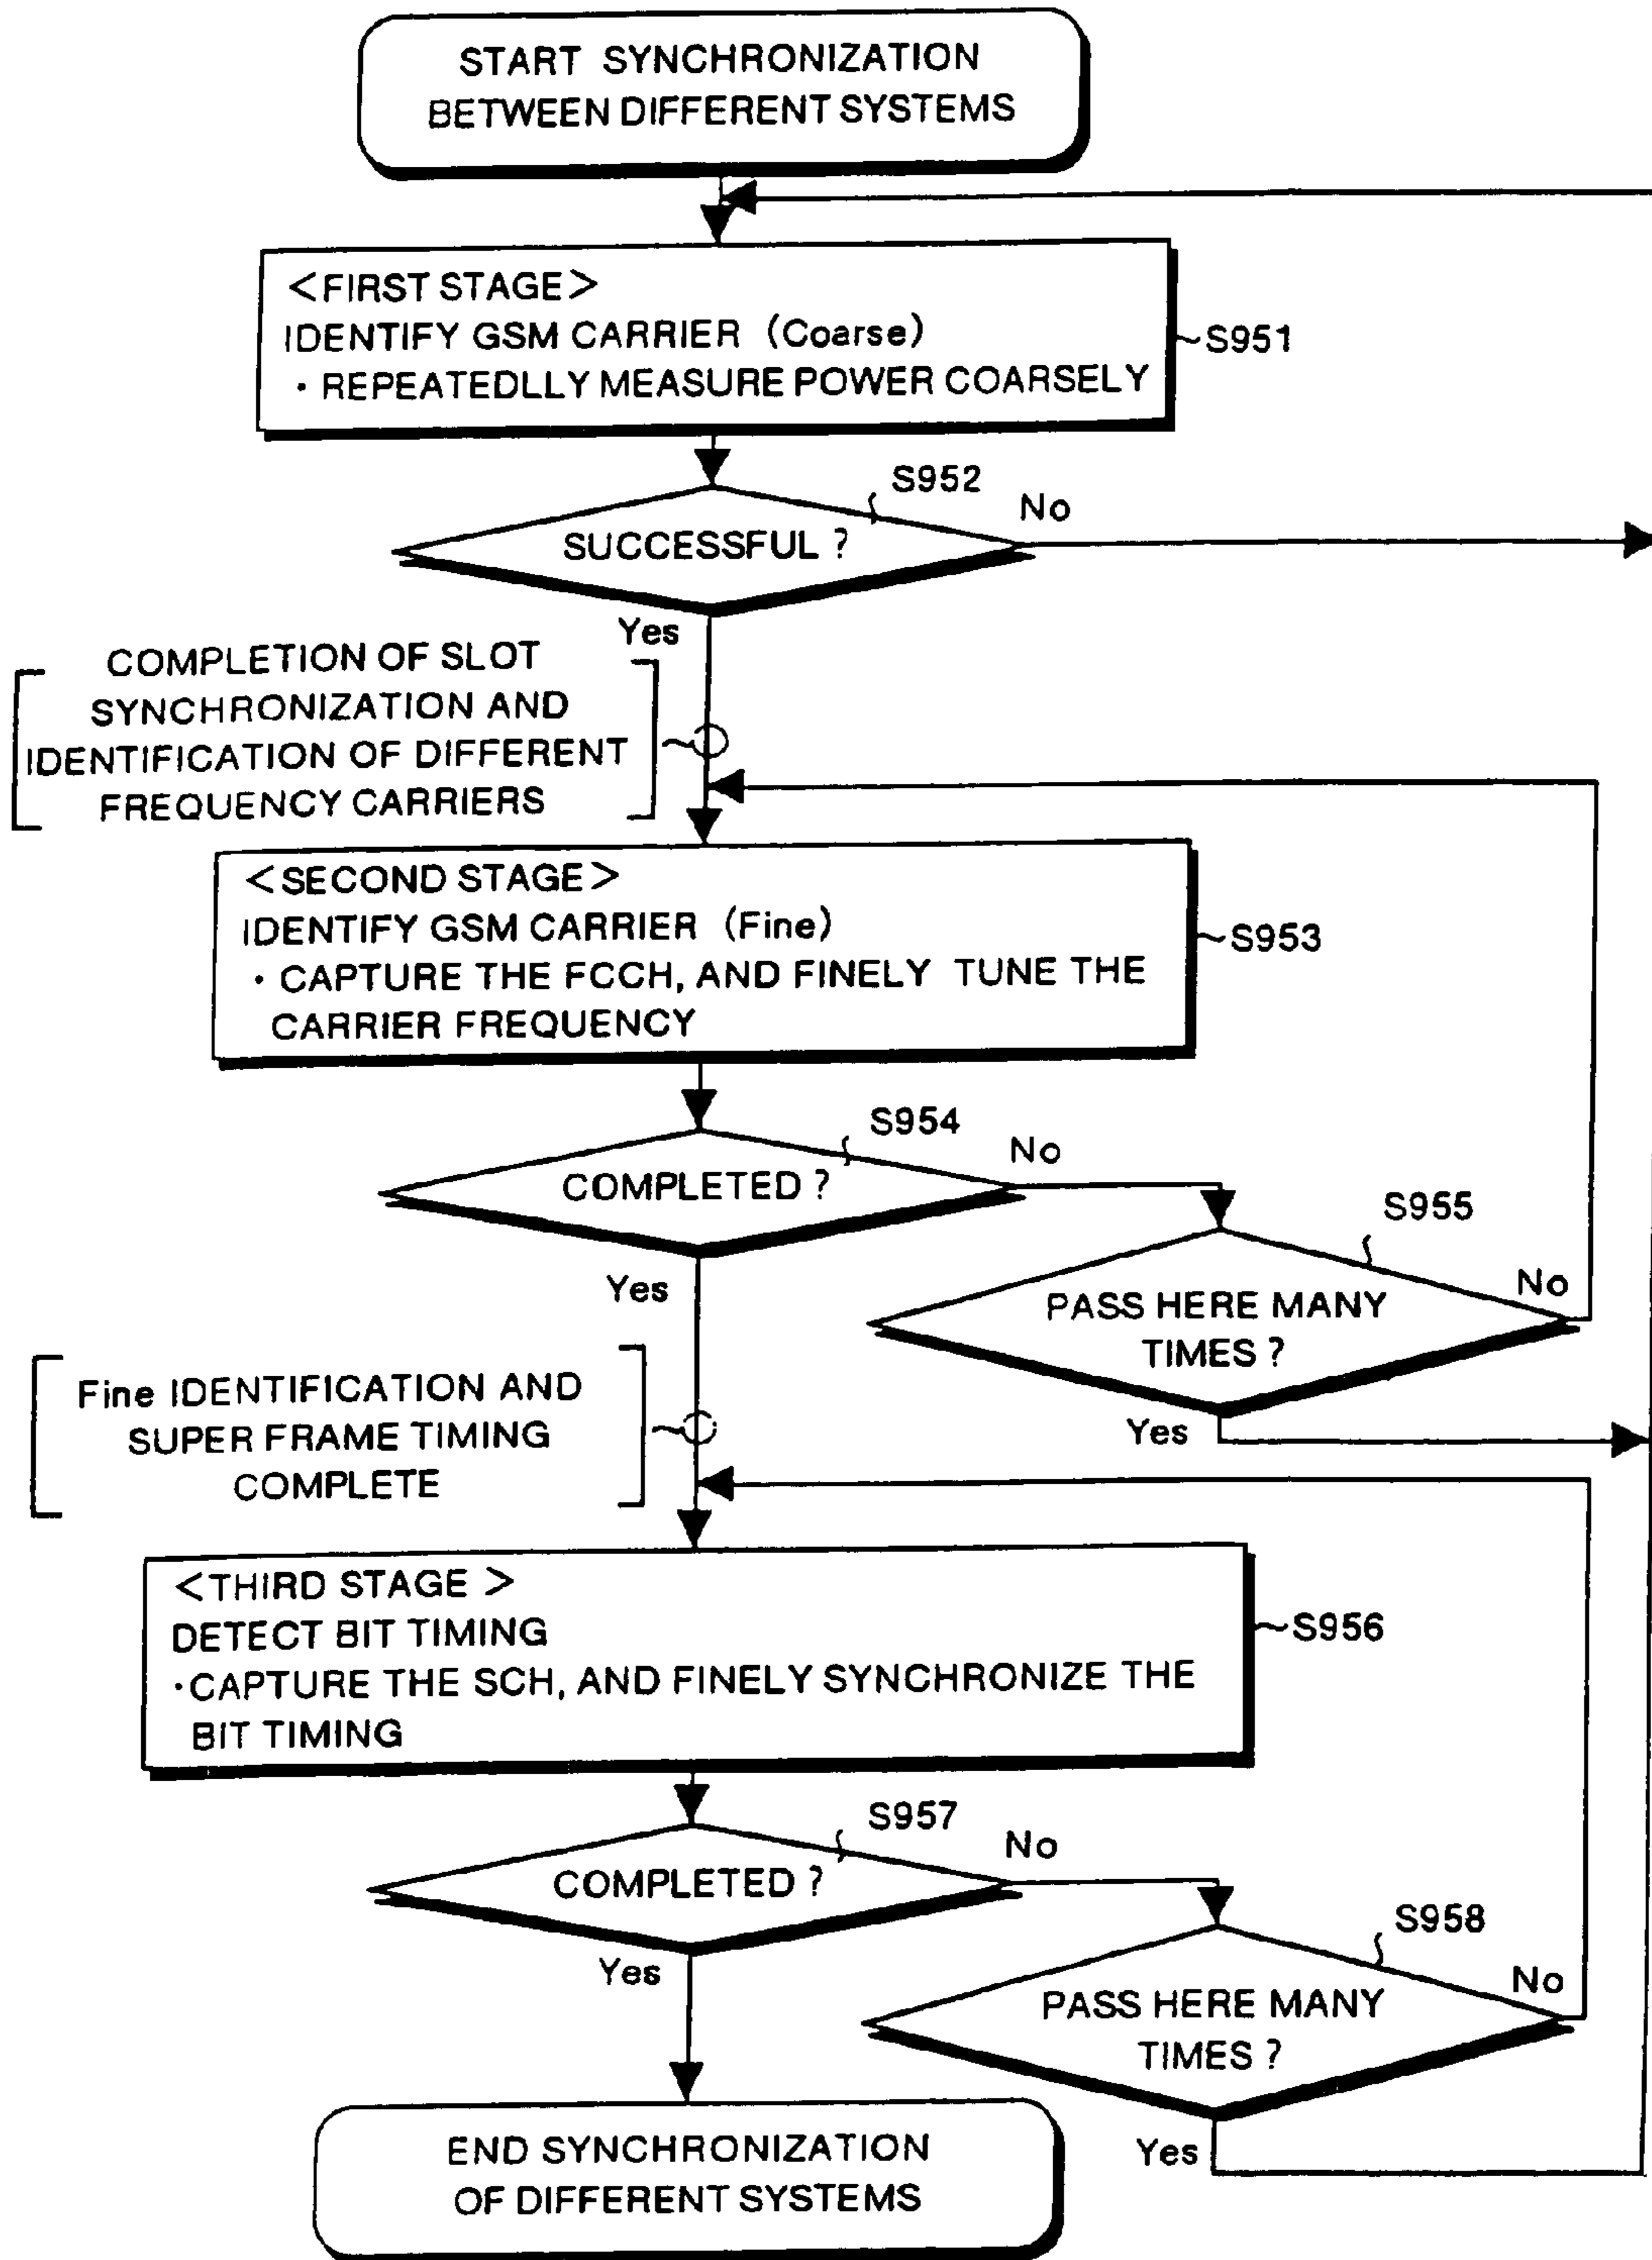 START SYNCHRONIZATION
BETWEEN DIFFERENT SYSTEMS
<FIRST STAGE>
IDENTIFY GSM CARRIER (Coarse)
· REPEATEDLLY MEASURE POWER COARSELY
S951
S952
No
SUCCESSFUL ?
Yes
COMPLETION OF SLOT
SYNCHRONIZATION AND
IDENTIFICATION OF DIFFERENT
FREQUENCY CARRIERS
<SECOND STAGE>
IDENTIFY GSM CARRIER (Fine)
· CAPTURE THE FCCH, AND FINELY TUNE THE
CARRIER FREQUENCY
S953
S954
No
COMPLETED ?
S955
Yes
No
PASS HERE MANY
TIMES ?
Yes
Fine IDENTIFICATION AND
SUPER FRAME TIMING
COMPLETE
<THIRD STAGE >
DETECT BIT TIMING
· CAPTURE THE SCH, AND FINELY SYNCHRONIZE THE
BIT TIMING
S956
S957
No
COMPLETED ?
S958
Yes
No
PASS HERE MANY
TIMES ?
Yes
END SYNCHRONIZATION
OF DIFFERENT SYSTEMS